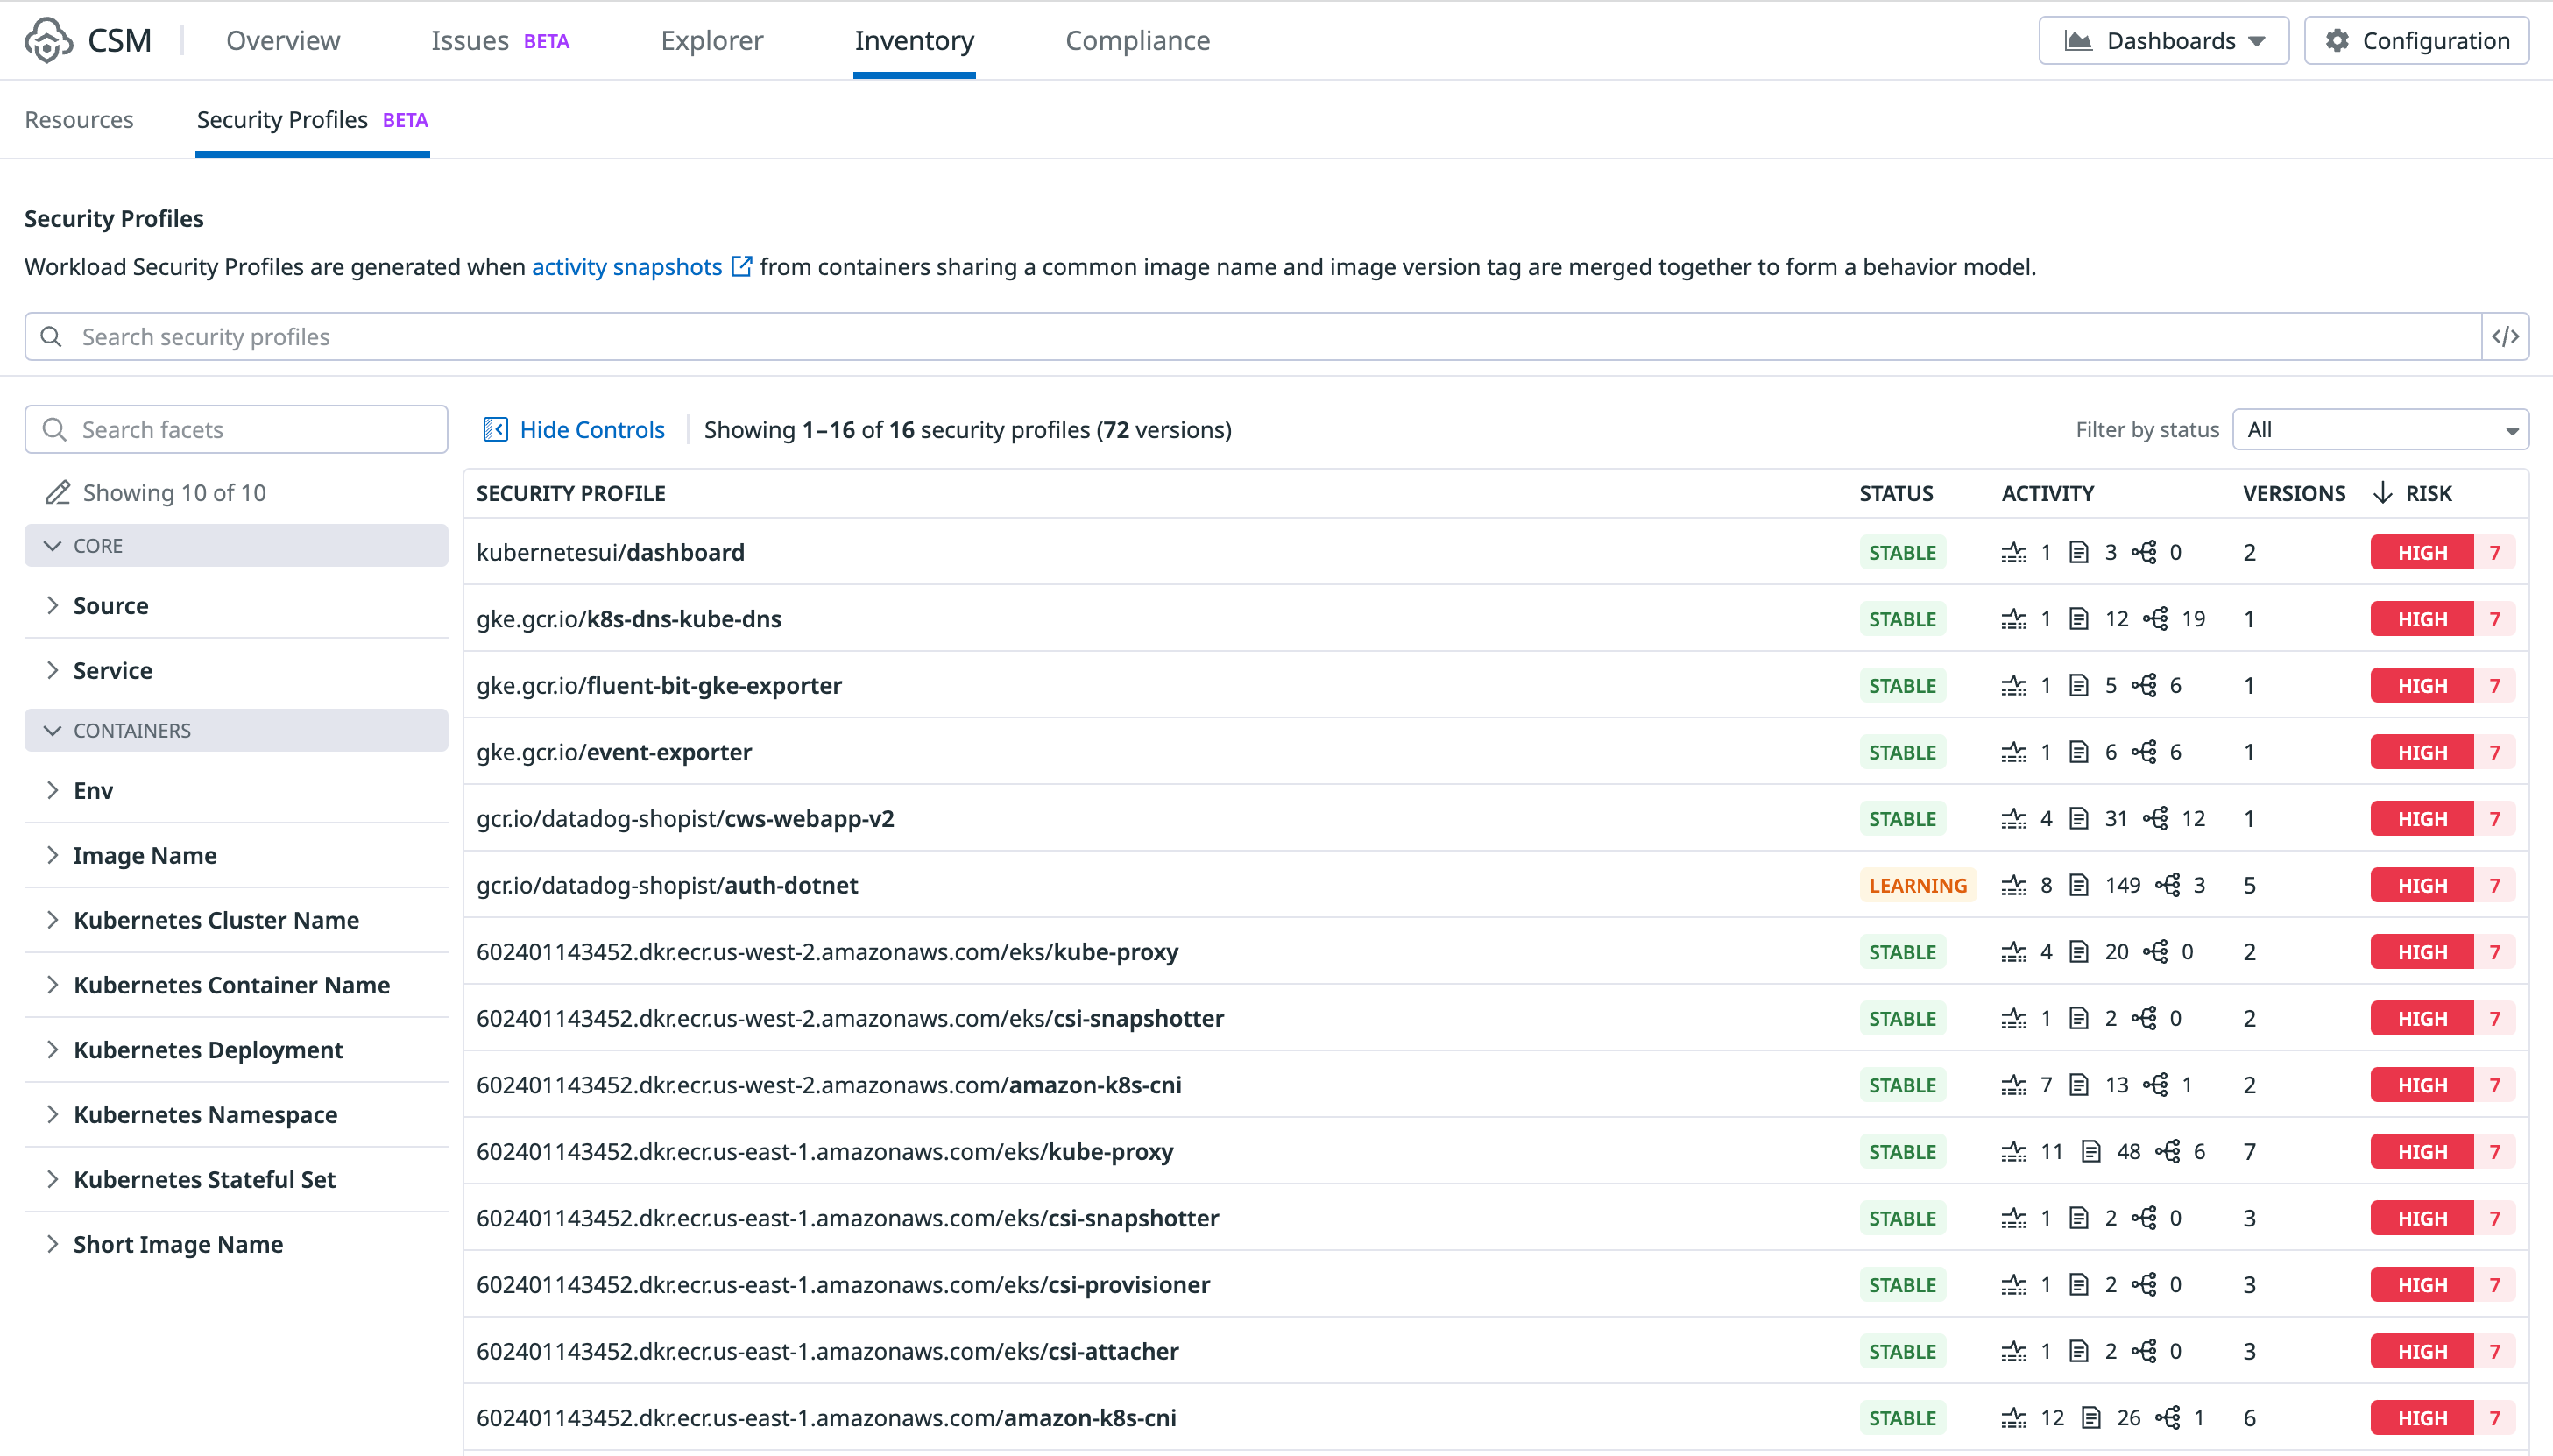 CSM Overview Issues BETA Explorer Inventory Compliance Dashboards Configuration
Resources Security Profiles BETA
Security Profiles
Workload Security Profiles are generated when activity snapshots from containers sharing a common image name and image version tag are merged together to form a behavior model.
Search security profiles </>
Search facets
Hide Controls Showing 1–16 of 16 security profiles (72 versions) Filter by status All
Showing 10 of 10
CORE
Source
Service
CONTAINERS
Env
Image Name
Kubernetes Cluster Name
Kubernetes Container Name
Kubernetes Deployment
Kubernetes Namespace
Kubernetes Stateful Set
Short Image Name
SECURITY PROFILE STATUS ACTIVITY VERSIONS RISK
kubernetesui/dashboard STABLE 1 3 0 2 HIGH 7
gke.gcr.io/k8s-dns-kube-dns STABLE 1 12 19 1 HIGH 7
gke.gcr.io/fluent-bit-gke-exporter STABLE 1 5 6 1 HIGH 7
gke.gcr.io/event-exporter STABLE 1 6 6 1 HIGH 7
gcr.io/datadog-shopist/cws-webapp-v2 STABLE 4 31 12 1 HIGH 7
gcr.io/datadog-shopist/auth-dotnet LEARNING 8 149 3 5 HIGH 7
602401143452.dkr.ecr.us-west-2.amazonaws.com/eks/kube-proxy STABLE 4 20 0 2 HIGH 7
602401143452.dkr.ecr.us-west-2.amazonaws.com/eks/csi-snapshotter STABLE 1 2 0 2 HIGH 7
602401143452.dkr.ecr.us-west-2.amazonaws.com/amazon-k8s-cni STABLE 7 13 1 2 HIGH 7
602401143452.dkr.ecr.us-east-1.amazonaws.com/eks/kube-proxy STABLE 11 48 6 7 HIGH 7
602401143452.dkr.ecr.us-east-1.amazonaws.com/eks/csi-snapshotter STABLE 1 2 0 3 HIGH 7
602401143452.dkr.ecr.us-east-1.amazonaws.com/eks/csi-provisioner STABLE 1 2 0 3 HIGH 7
602401143452.dkr.ecr.us-east-1.amazonaws.com/eks/csi-attacher STABLE 1 2 0 3 HIGH 7
602401143452.dkr.ecr.us-east-1.amazonaws.com/amazon-k8s-cni STABLE 12 26 1 6 HIGH 7